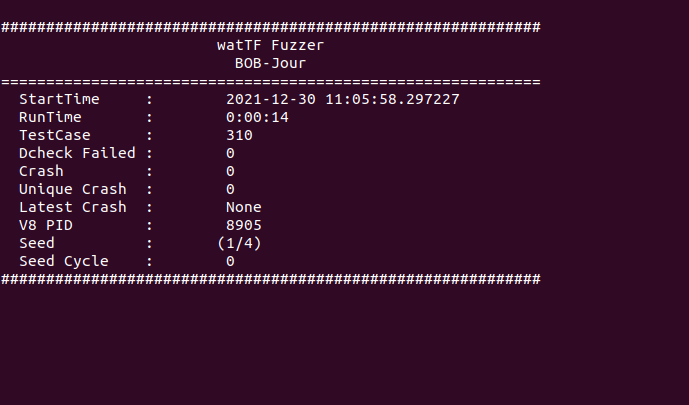 ############################################################
watTF Fuzzer
BOB-Jour
============================================================
StartTime : 2021-12-30 11:05:58.297227
RunTime : 0:00:14
TestCase : 310
Dcheck Failed : 0
Crash : 0
Unique Crash : 0
Latest Crash : None
V8 PID : 8905
Seed : (1/4)
Seed Cycle : 0
############################################################